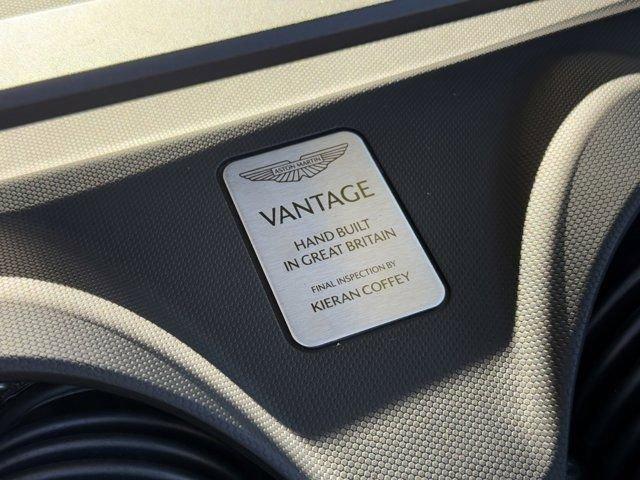 ASTON MARTIN
VANTAGE
HAND BUILT
IN GREAT BRITAIN
FINAL INSPECTION BY
KIERAN COFFEY